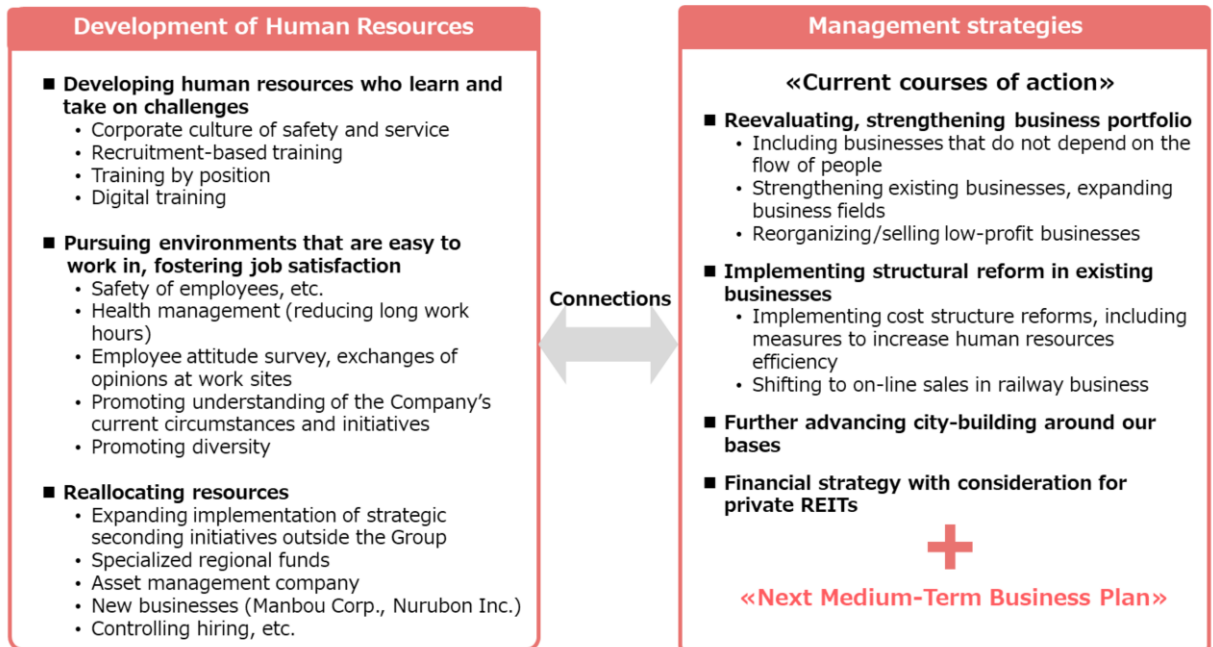 Development of Human Resources
■ Developing human resources who learn and
take on challenges
• Corporate culture of safety and service
• Recruitment-based training
• Training by position
• Digital training
■ Pursuing environments that are easy to
work in, fostering job satisfaction
• Safety of employees, etc.
• Health management (reducing long work
hours)
• Employee attitude survey, exchanges of
opinions at work sites
• Promoting understanding of the Company's
current circumstances and initiatives
• Promoting diversity
■ Reallocating resources
• Expanding implementation of strategic
seconding initiatives outside the Group
• Specialized regional funds
• Asset management company
• New businesses (Manbou Corp., Nurubon Inc.)
• Controlling hiring, etc.
Connections
Management strategies
«Current courses of action»
■ Reevaluating, strengthening business portfolio
• Including businesses that do not depend on the
flow of people
• Strengthening existing businesses, expanding
business fields
• Reorganizing/selling low-profit businesses
■ Implementing structural reform in existing
businesses
• Implementing cost structure reforms, including
measures to increase human resources
efficiency
• Shifting to on-line sales in railway business
■ Further advancing city-building around our
bases
■ Financial strategy with consideration for
private REITs
+
«Next Medium-Term Business Plan»